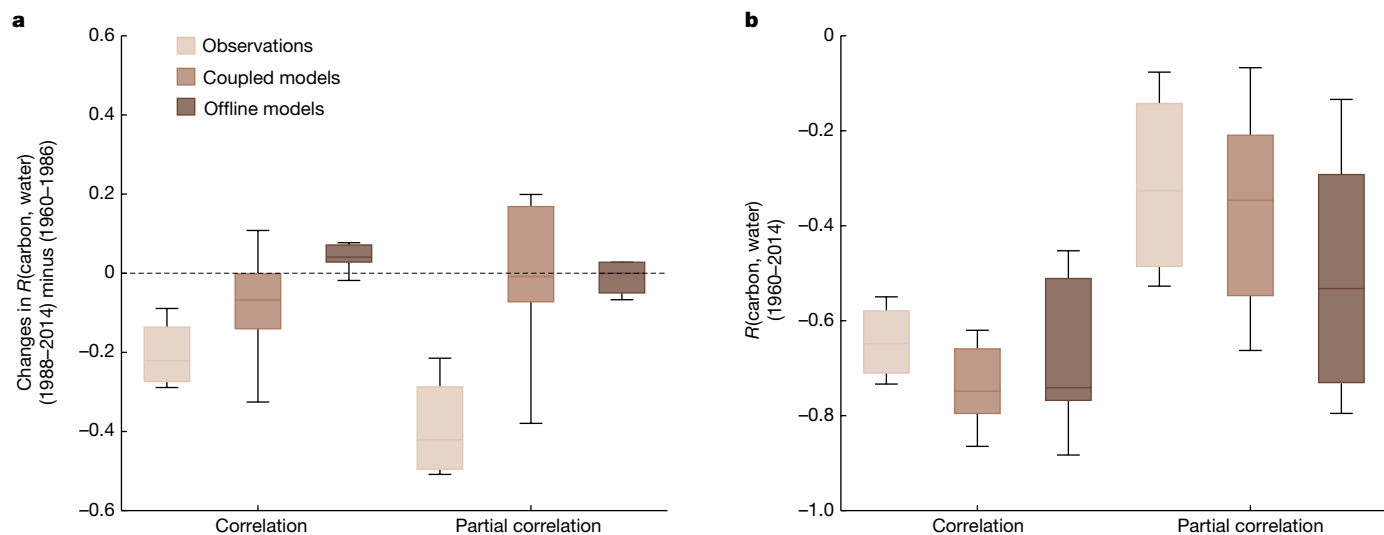 a
0.6
0.4
0.2
0
–0.2
–0.4
–0.6
Changes in R(carbon, water)
(1988–2014) minus (1960–1986)
Observations
Coupled models
Offline models
Correlation
Partial correlation
b
0
–0.2
–0.4
–0.6
–0.8
–1.0
R(carbon, water)
(1960–2014)
Correlation
Partial correlation